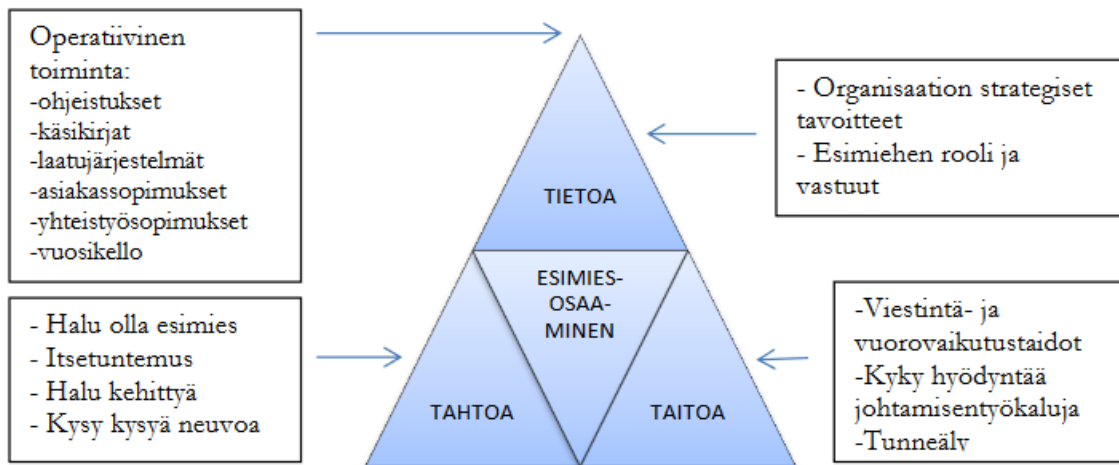 Operatiivinen
toiminta:
-ohjeistukset
-käsikirjat
-laatujärjestelmät
-asiakassopimukset
-yhteistyösopimukset
-vuosikello
- Organisaation strategiset
tavoitteet
- Esimiehen rooli ja
vastuut
TIETOA
ESIMIES-
OSAA-
MINEN
TAHTOA
TAITOA
- Halu olla esimies
- Itsetuntemus
- Halu kehittyä
- Kysy kysyä neuvoa
-Viestintä- ja
vuorovaikutustaidot
-Kyky hyödyntää
johtamisentyökaluja
-Tunneäly